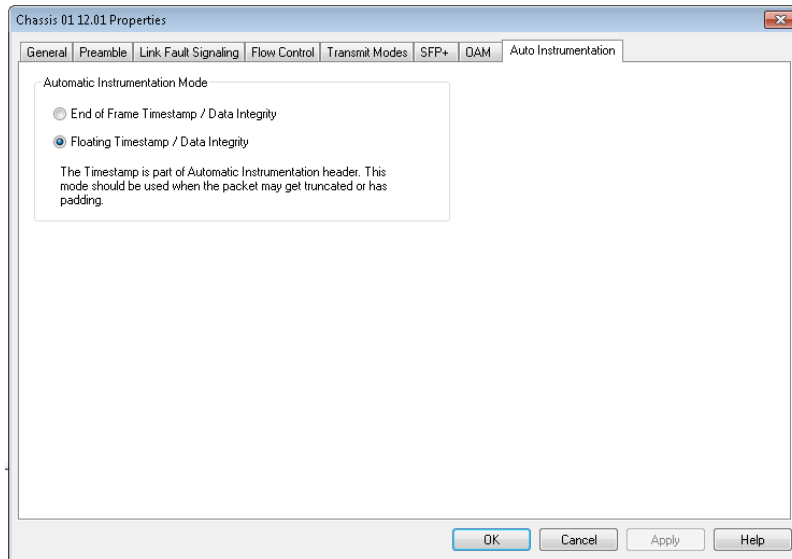 Chassis 01 12.01 Properties
General Preamble Link Fault Signaling Flow Control Transmit Modes SFP+ OAM Auto Instrumentation
Automatic Instrumentation Mode
End of Frame Timestamp / Data Integrity
Floating Timestamp / Data Integrity
The Timestamp is part of Automatic Instrumentation header. This
mode should be used when the packet may get truncated or has
padding.
OK Cancel Apply Help